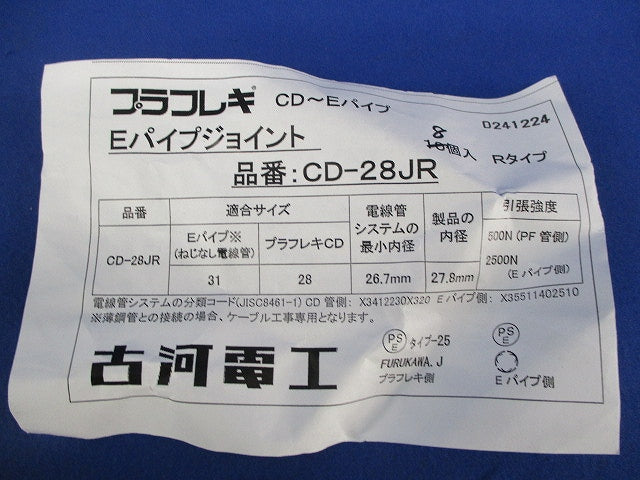 プラフレキ CD～Eパイプ
D241224
Eパイプジョイント
8
10個入 Rタイプ
品番:CD-28JR
品番 適合サイズ 電線管システムの最小内径 製品の内径 引張強度
Eパイプ※(ねじなし電線管) プラフレキCD
CD-28JR 31 28 26.7mm 27.8mm 500N (PF 管側) 2500N (E パイプ側)
電線管システムの分類コード(JISC8461-1) CD 管側: X3412230X320 E パイプ側: X35511402510
※薄鋼管との接続の場合、ケーブル工事専用となります。
古河電工
PS E タイプ-25
FURUKAWA. J
プラフレキ側
PS E
E パイプ側